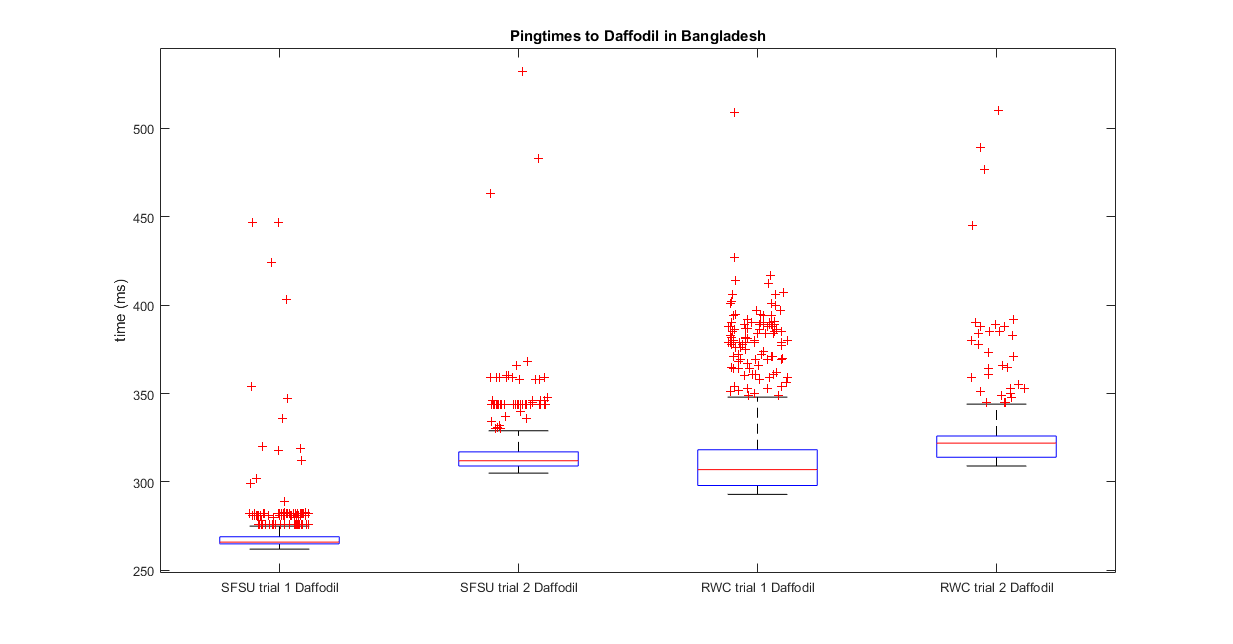 Pingtimes to Daffodil in Bangladesh
time (ms)
500
450
400
350
300
250
SFSU trial 1 Daffodil
SFSU trial 2 Daffodil
RWC trial 1 Daffodil
RWC trial 2 Daffodil